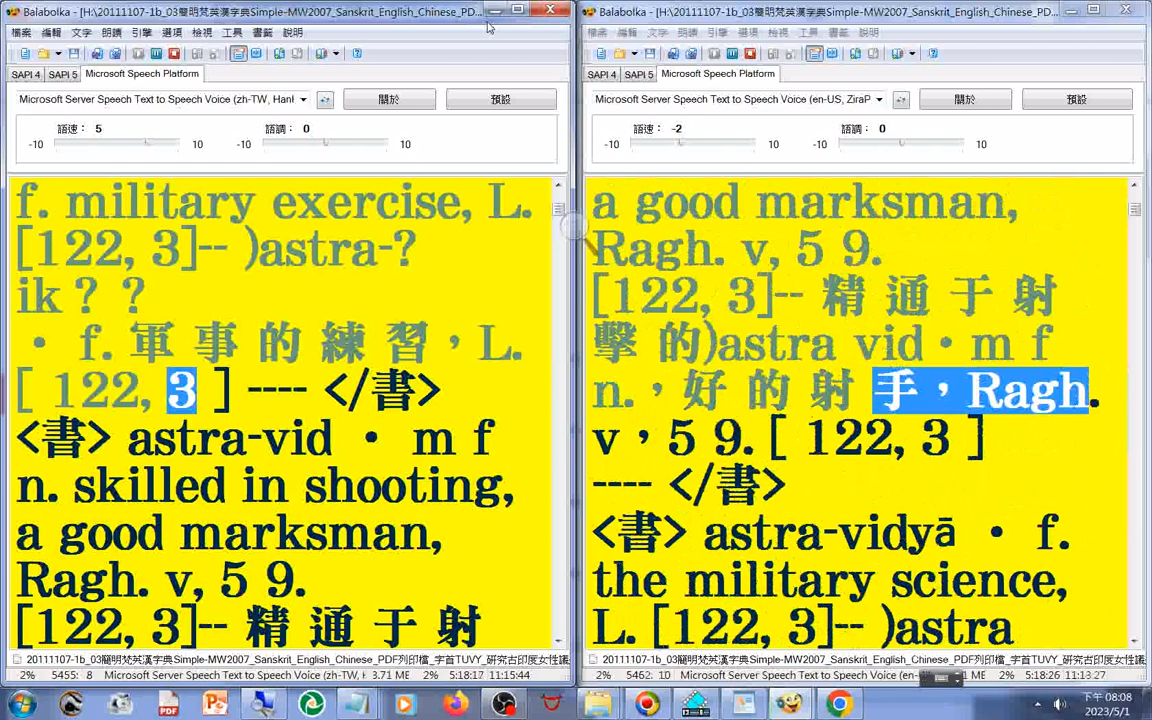 Balabolka - [H:\20111107-1b_03簡明梵英漢字典Simple-MW2007_Sanskrit_English_Chinese_PD...
檔案 編輯 文字 朗讀 引擎 選項 檢視 工具 書籤 說明
SAPI 4 SAPI 5 Microsoft Speech Platform
Microsoft Server Speech Text to Speech Voice (zh-TW, Hanl 關於 預設
語速： 5 語調： 0
-10 10 -10 10
f. military exercise, L.
[122, 3]-- )astra-?
ik？？
• f. 軍 事 的 練 習，L.
[ 122, 3 ] ---- </書>
<書> astra-vid • m f
n. skilled in shooting,
a good marksman,
Ragh. v, 5 9.
[122, 3]-- 精 通 于 射
20111107-1b_03簡明梵英漢字典Simple-MW2007_Sanskrit_English_Chinese_PDF列印檔_字首TUVY_研究古印度女性議
2% 5455: 8 Microsoft Server Speech Text to Speech Voice (zh-TW, H 3.71 MB 2% 5:18:17 11:15:44
Balabolka - [H:\20111107-1b_03簡明梵英漢字典Simple-MW2007_Sanskrit_English_Chinese_PD...
檔案 編輯 文字 朗讀 引擎 選項 檢視 工具 書籤 說明
SAPI 4 SAPI 5 Microsoft Speech Platform
Microsoft Server Speech Text to Speech Voice (en-US, ZiraP 關於 預設
語速： -2 語調： 0
-10 10 -10 10
a good marksman,
Ragh. v, 5 9.
[122, 3]-- 精 通 于 射
擊 的)astra vid • m f
n.，好 的 射 手，Ragh.
v，5 9. [ 122, 3 ]
---- </書>
<書> astra-vidyā • f.
the military science,
L. [122, 3]-- )astra
20111107-1b_03簡明梵英漢字典Simple-MW2007_Sanskrit_English_Chinese_PDF列印檔_字首TUVY_研究古印度女性議
2% 5462: 10 Microsoft Server Speech Text to Speech Voice (en- 2% 5:18:26 11:13:27
下午 08:08
2023/5/1